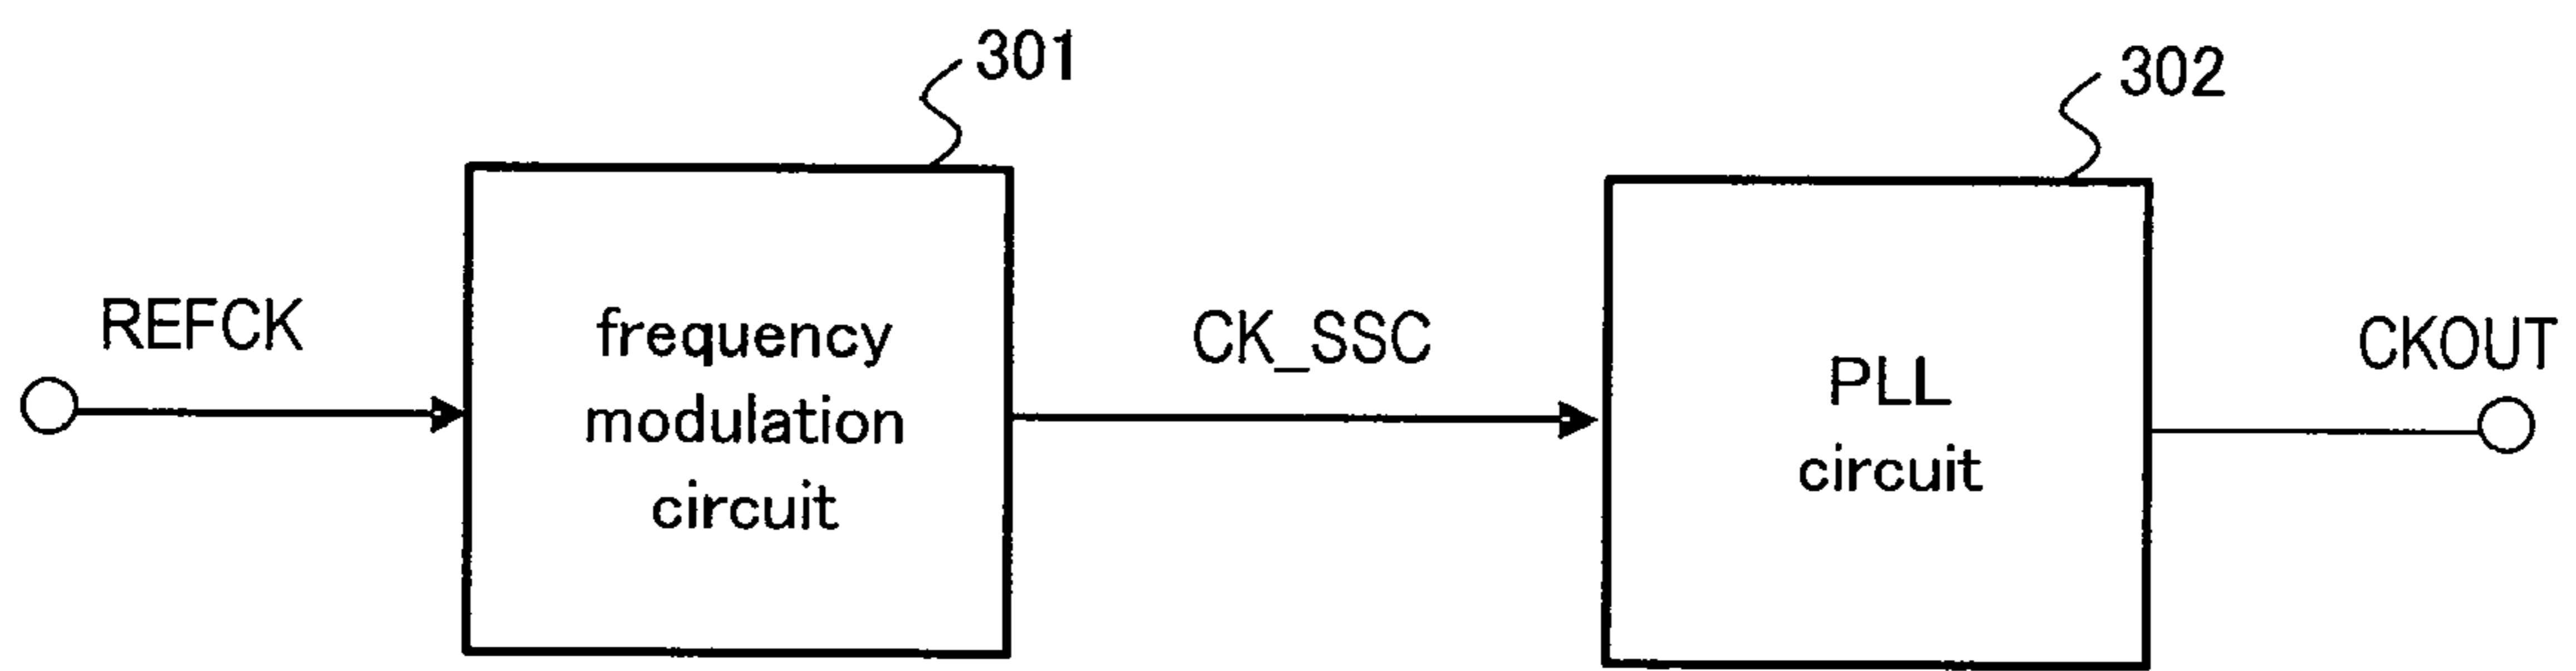 301
302
REFCK
frequency
modulation
circuit
CK_SSC
PLL
circuit
CKOUT